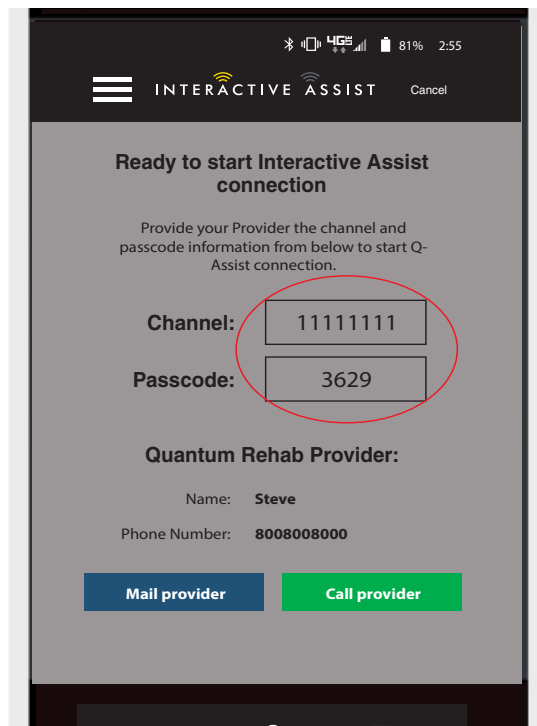 4G 81% 2:55
INTERACTIVE ASSIST Cancel
Ready to start Interactive Assist
connection
Provide your Provider the channel and
passcode information from below to start Q-
Assist connection.
Channel: 11111111
Passcode: 3629
Quantum Rehab Provider:
Name: Steve
Phone Number: 8008008000
Mail provider Call provider